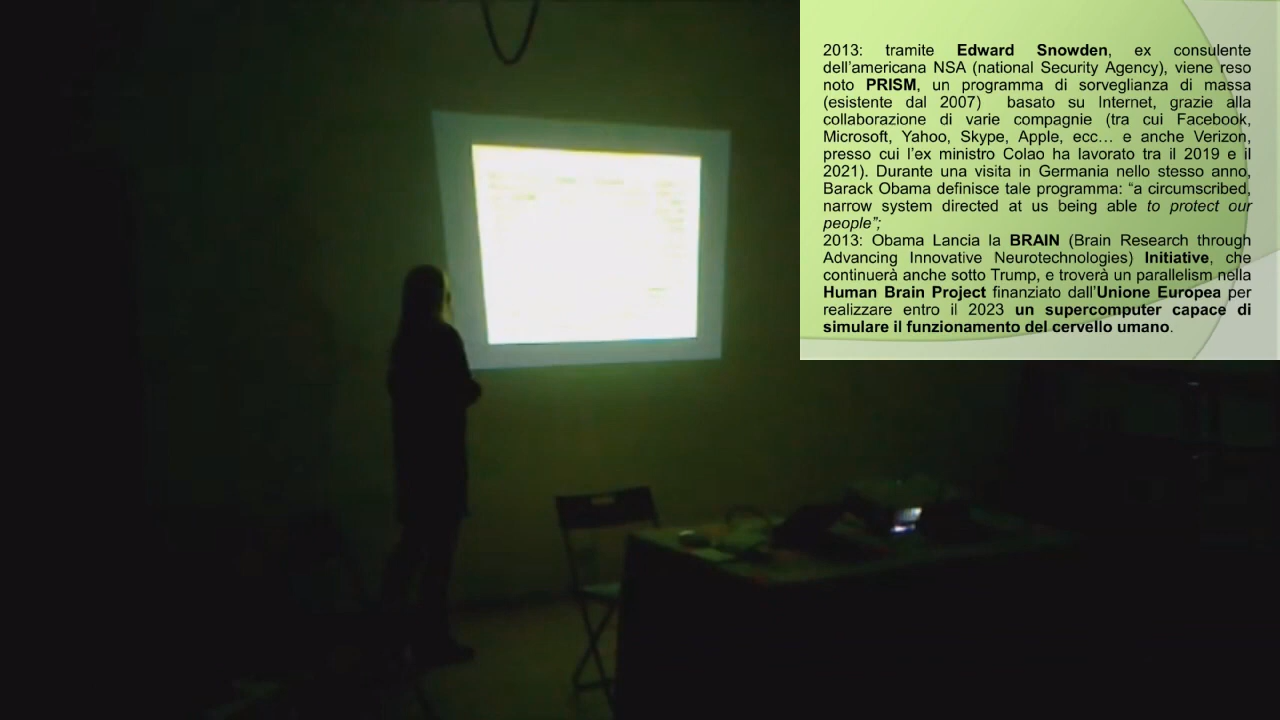 2013: tramite Edward Snowden, ex consulente
dell'americana NSA (national Security Agency), viene reso
noto PRISM, un programma di sorveglianza di massa
(esistente dal 2007) basato su Internet, grazie alla
collaborazione di varie compagnie (tra cui Facebook,
Microsoft, Yahoo, Skype, Apple, ecc... e anche Verizon,
presso cui l'ex ministro Colao ha lavorato tra il 2019 e il
2021). Durante una visita in Germania nello stesso anno,
Barack Obama definisce tale programma: “a circumscribed,
narrow system directed at us being able to protect our
people”;
2013: Obama Lancia la BRAIN (Brain Research through
Advancing Innovative Neurotechnologies) Initiative, che
continuerà anche sotto Trump, e troverà un parallelism nella
Human Brain Project finanziato dall'Unione Europea per
realizzare entro il 2023 un supercomputer capace di
simulare il funzionamento del cervello umano.